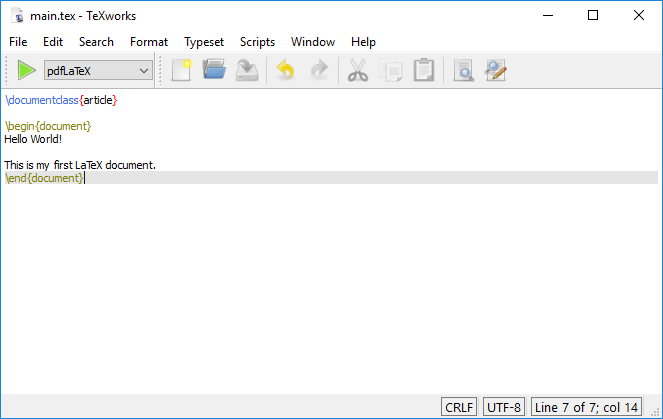 main.tex - TeXworks
File Edit Search Format Typeset Scripts Window Help
pdfLaTeX
\documentclass{article}
\begin{document}
Hello World!
This is my first LaTeX document.
\end{document}
CRLF UTF-8 Line 7 of 7; col 14